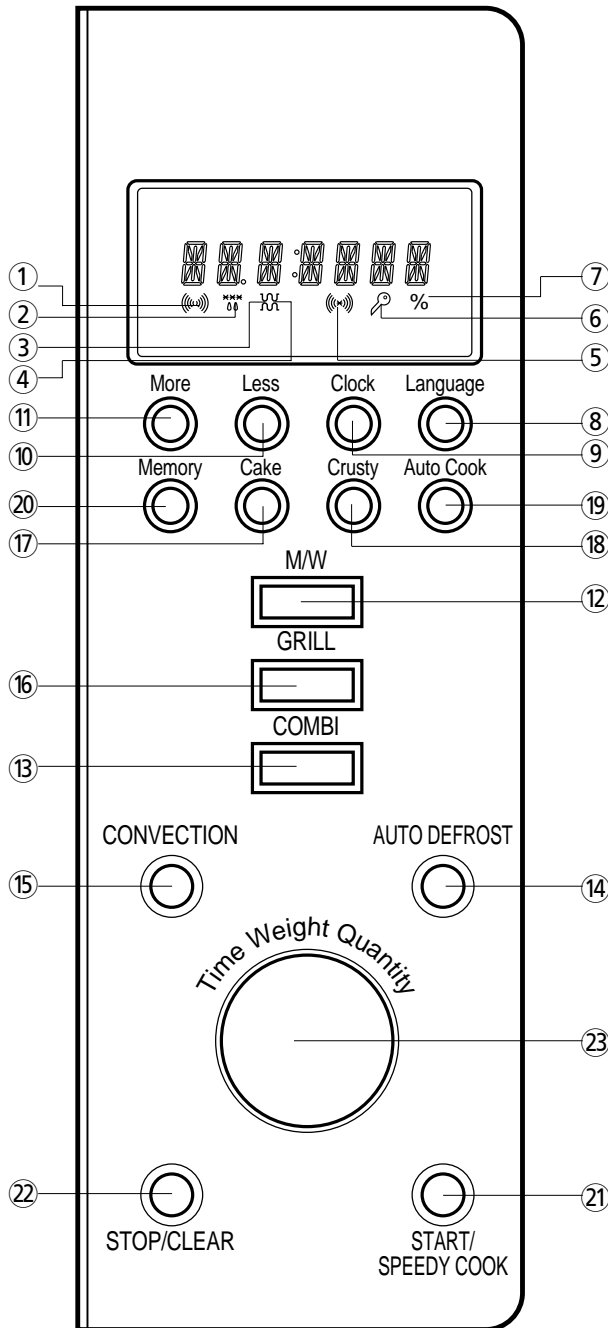 ① ⑦
② ⑥
③ ⑤
④
%
More Less Clock Language
⑪ ⑧
⑩ ⑨
Memory Cake Crusty Auto Cook
⑳ ⑲
⑰ ⑱
M/W
⑫
GRILL
⑯
COMBI
⑬
CONVECTION AUTO DEFROST
⑮ ⑭
Time Weight Quantity
㉓
㉒ ㉑
STOP/CLEAR START/
SPEEDY COOK